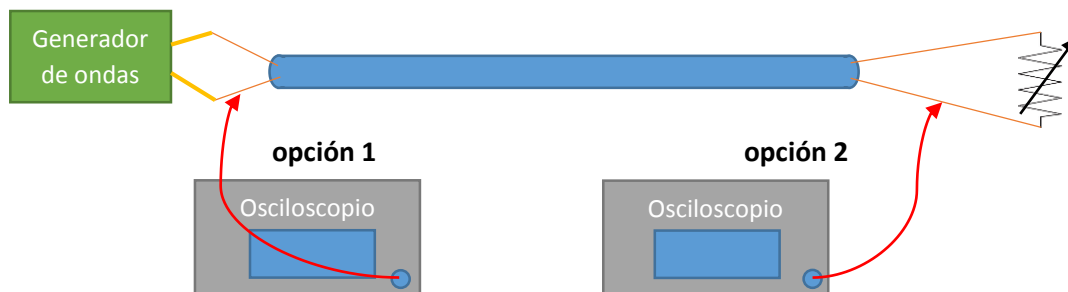 Generador
de ondas
opción 1
opción 2
Osciloscopio
Osciloscopio